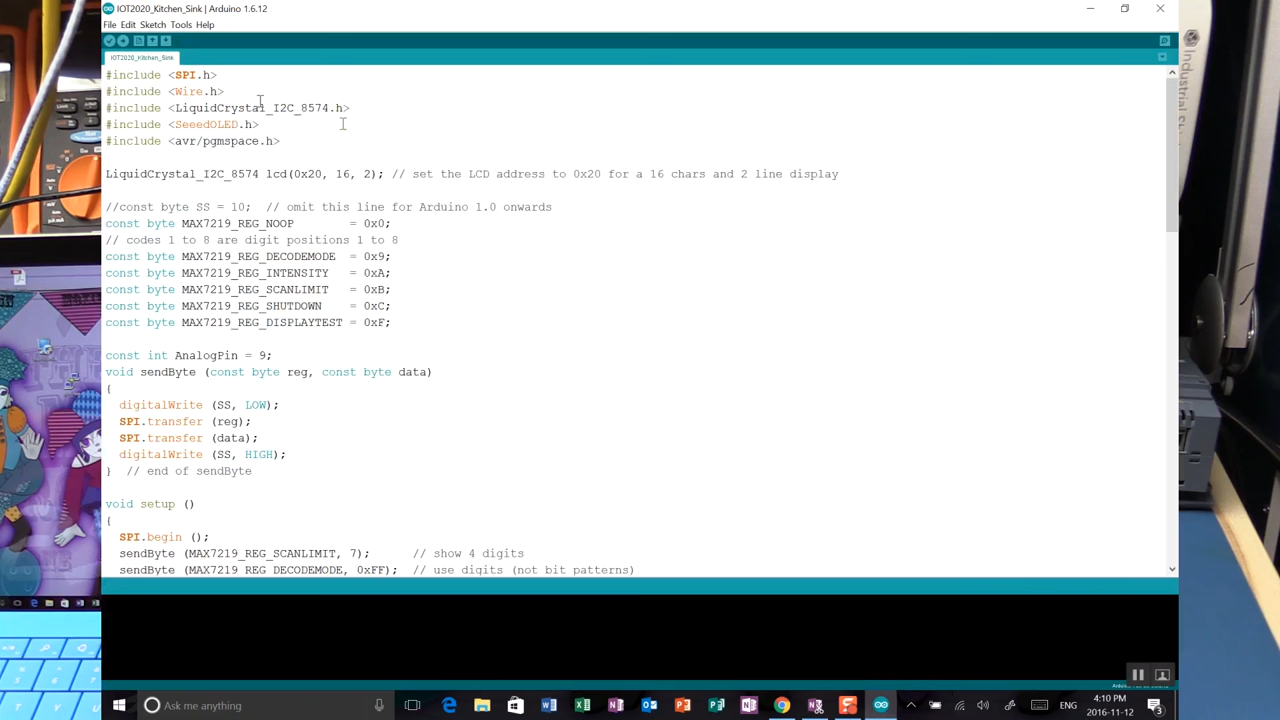 IOT2020_Kitchen_Sink | Arduino 1.6.12
File Edit Sketch Tools Help
IOT2020_Kitchen_Sink
#include <SPI.h>
#include <Wire.h>
#include <LiquidCrystal_I2C_8574.h>
#include <SeeedOLED.h>
#include <avr/pgmspace.h>
LiquidCrystal_I2C_8574 lcd(0x20, 16, 2); // set the LCD address to 0x20 for a 16 chars and 2 line display
//const byte SS = 10;  // omit this line for Arduino 1.0 onwards
const byte MAX7219_REG_NOOP        = 0x0;
// codes 1 to 8 are digit positions 1 to 8
const byte MAX7219_REG_DECODEMODE  = 0x9;
const byte MAX7219_REG_INTENSITY   = 0xA;
const byte MAX7219_REG_SCANLIMIT   = 0xB;
const byte MAX7219_REG_SHUTDOWN    = 0xC;
const byte MAX7219_REG_DISPLAYTEST = 0xF;
const int AnalogPin = 9;
void sendByte (const byte reg, const byte data)
{
  digitalWrite (SS, LOW);
  SPI.transfer (reg);
  SPI.transfer (data);
  digitalWrite (SS, HIGH);
}  // end of sendByte
void setup ()
{
  SPI.begin ();
  sendByte (MAX7219_REG_SCANLIMIT, 7);      // show 4 digits
  sendByte (MAX7219_REG_DECODEMODE, 0xFF);  // use digits (not bit patterns)
Ask me anything
ENG
4:10 PM
2016-11-12
3
Industrial